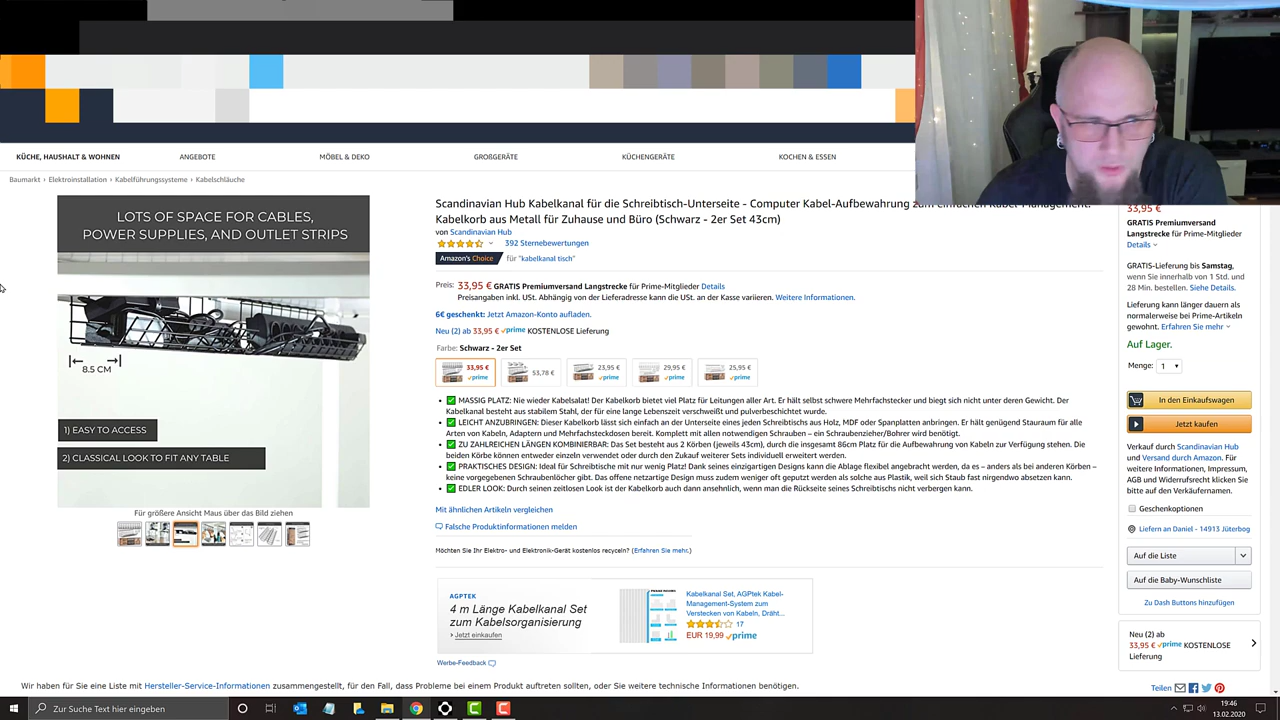 KÜCHE, HAUSHALT & WOHNEN
ANGEBOTE
MÖBEL & DEKO
GROßGERÄTE
KÜCHENGERÄTE
KOCHEN & ESSEN
Baumarkt › Elektroinstallation › Kabelführungssysteme › Kabelschläuche
LOTS OF SPACE FOR CABLES,
POWER SUPPLIES, AND OUTLET STRIPS
8.5 CM
1) EASY TO ACCESS
2) CLASSICAL LOOK TO FIT ANY TABLE
Für größere Ansicht Maus über das Bild ziehen
Scandinavian Hub Kabelkanal für die Schreibtisch-Unterseite - Computer Kabel-Aufbewahrung zum einfachen Kabel-Management.
Kabelkorb aus Metall für Zuhause und Büro (Schwarz - 2er Set 43cm)
von Scandinavian Hub
392 Sternebewertungen
Amazon's Choice für "kabelkanal tisch"
Preis: 33,95 € GRATIS Premiumversand Langstrecke für Prime-Mitglieder Details
Preisangaben inkl. USt. Abhängig von der Lieferadresse kann die USt. an der Kasse variieren. Weitere Informationen.
6€ geschenkt: Jetzt Amazon-Konto aufladen.
Neu (2) ab 33,95 € prime KOSTENLOSE Lieferung
Farbe: Schwarz - 2er Set
33,95 € prime
53,78 €
23,95 € prime
29,95 € prime
25,95 € prime
MASSIG PLATZ: Nie wieder Kabelsalat! Der Kabelkorb bietet viel Platz für Leitungen aller Art. Er hält selbst schwere Mehrfachstecker und biegt sich nicht unter deren Gewicht. Der
Kabelkanal besteht aus stabilem Stahl, der für eine lange Lebenszeit verschweißt und pulverbeschichtet wurde.
LEICHT ANZUBRINGEN: Dieser Kabelkorb lässt sich einfach an der Unterseite eines jeden Schreibtischs aus Holz, MDF oder Spanplatten anbringen. Er hält genügend Stauraum für alle
Arten von Kabeln, Adaptern und Mehrfachsteckdosen bereit. Komplett mit allen notwendigen Schrauben – ein Schraubenzieher/Bohrer wird benötigt.
ZU ZAHLREICHEN LÄNGEN KOMBINIERBAR: Das Set besteht aus 2 Körben (jeweils 43cm), durch die insgesamt 86cm Platz für die Aufbewahrung von Kabeln zur Verfügung stehen. Die
beiden Körbe können entweder einzeln verwendet oder durch den Zukauf weiterer Sets individuell erweitert werden.
PRAKTISCHES DESIGN: Ideal für Schreibtische mit nur wenig Platz! Dank seines einzigartigen Designs kann die Ablage flexibel angebracht werden, da es – anders als bei anderen Körben –
keine vorgegebenen Schraubenlöcher gibt. Das offene netzartige Design muss zudem weniger oft geputzt werden als solche aus Plastik, weil sich Staub fast nirgendwo absetzen kann.
EDLER LOOK: Durch seinen zeitlosen Look ist der Kabelkorb auch dann ansehnlich, wenn man die Rückseite seines Schreibtischs nicht verbergen kann.
Mit ähnlichen Artikeln vergleichen
Falsche Produktinformationen melden
Möchten Sie Ihr Elektro- und Elektronik-Gerät kostenlos recyceln? (Erfahren Sie mehr.)
AGPTEK
4 m Länge Kabelkanal Set
zum Kabelsorganisierung
› Jetzt einkaufen
Kabelkanal Set, AGPtek Kabel-
Management-System zum
Verstecken von Kabeln, Dräht...
17
EUR 19,99 prime
Werbe-Feedback
Wir haben für Sie eine Liste mit Hersteller-Service-Informationen zusammengestellt, für den Fall, dass Probleme bei einem Produkt auftreten sollten, oder Sie weitere technische Informationen benötigen.
33,95 €
GRATIS Premiumversand
Langstrecke für Prime-Mitglieder
Details
GRATIS-Lieferung bis Samstag,
wenn Sie innerhalb von 1 Std. und
28 Min. bestellen. Siehe Details.
Lieferung kann länger dauern als
normalerweise bei Prime-Artikeln
gewohnt. Erfahren Sie mehr
Auf Lager.
Menge: 1
In den Einkaufswagen
Jetzt kaufen
Verkauf durch Scandinavian Hub
und Versand durch Amazon. Für
weitere Informationen, Impressum,
AGB und Widerrufsrecht klicken Sie
bitte auf den Verkäufernamen.
Geschenkoptionen
Liefern an Daniel - 14913 Jüterbog
Auf die Liste
Auf die Baby-Wunschliste
Zu Dash Buttons hinzufügen
Neu (2) ab
33,95 € prime KOSTENLOSE
Lieferung
Teilen
Zur Suche Text hier eingeben
19:46
13.02.2020